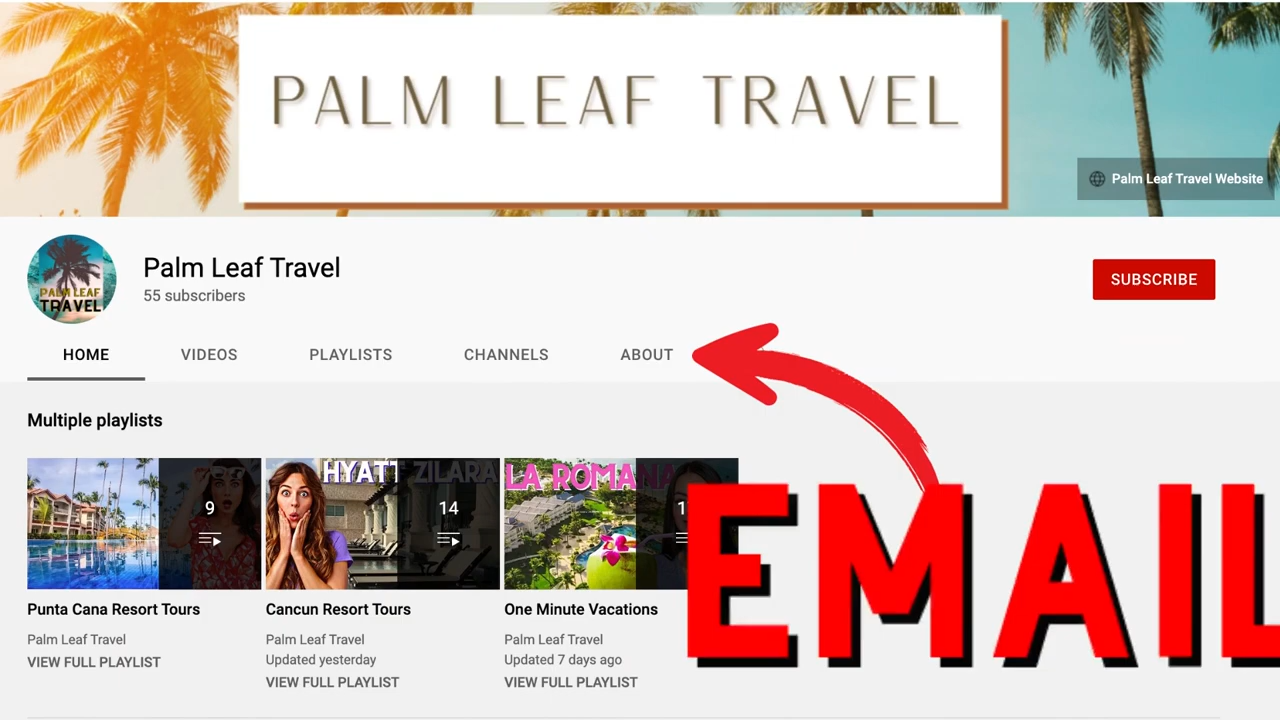 PALM LEAF TRAVEL
Palm Leaf Travel Website
PALM LEAF
TRAVEL
Palm Leaf Travel
55 subscribers
SUBSCRIBE
HOME VIDEOS PLAYLISTS CHANNELS ABOUT
Multiple playlists
9
HYATT ZILARA
14
LA ROMANA
EMAIL
Punta Cana Resort Tours
Palm Leaf Travel
VIEW FULL PLAYLIST
Cancun Resort Tours
Palm Leaf Travel
Updated yesterday
VIEW FULL PLAYLIST
One Minute Vacations
Palm Leaf Travel
Updated 7 days ago
VIEW FULL PLAYLIST